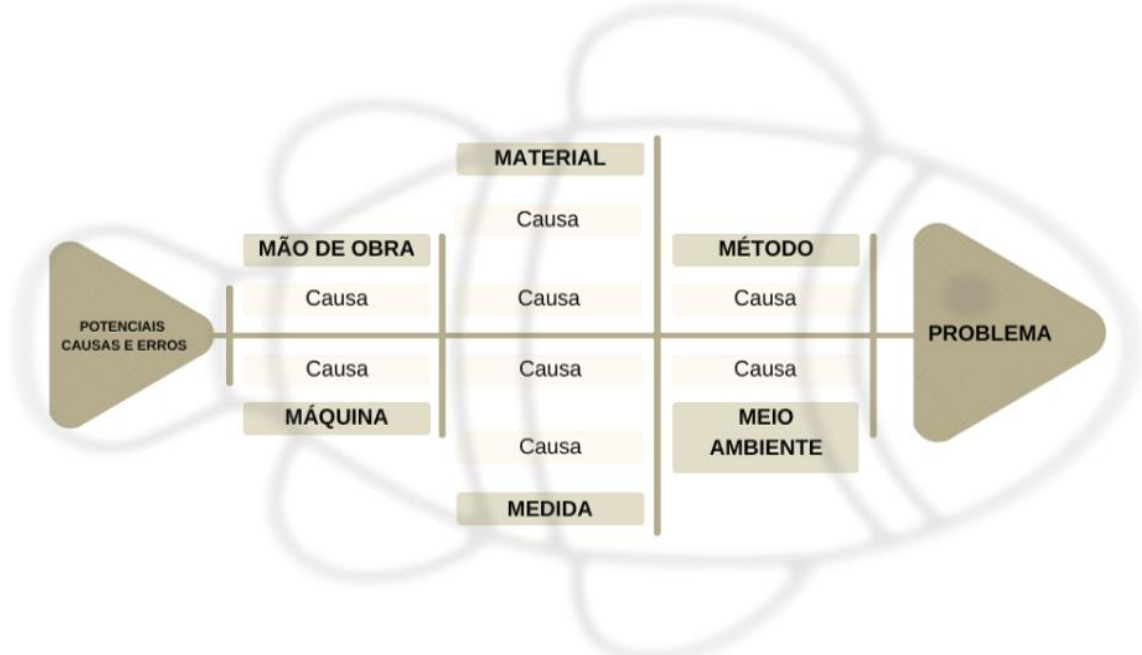 MATERIAL
Causa
MÃO DE OBRA
MÉTODO
Causa
Causa
Causa
POTENCIAIS
CAUSAS E ERROS
PROBLEMA
Causa
Causa
Causa
MÁQUINA
MEIO
AMBIENTE
Causa
MEDIDA